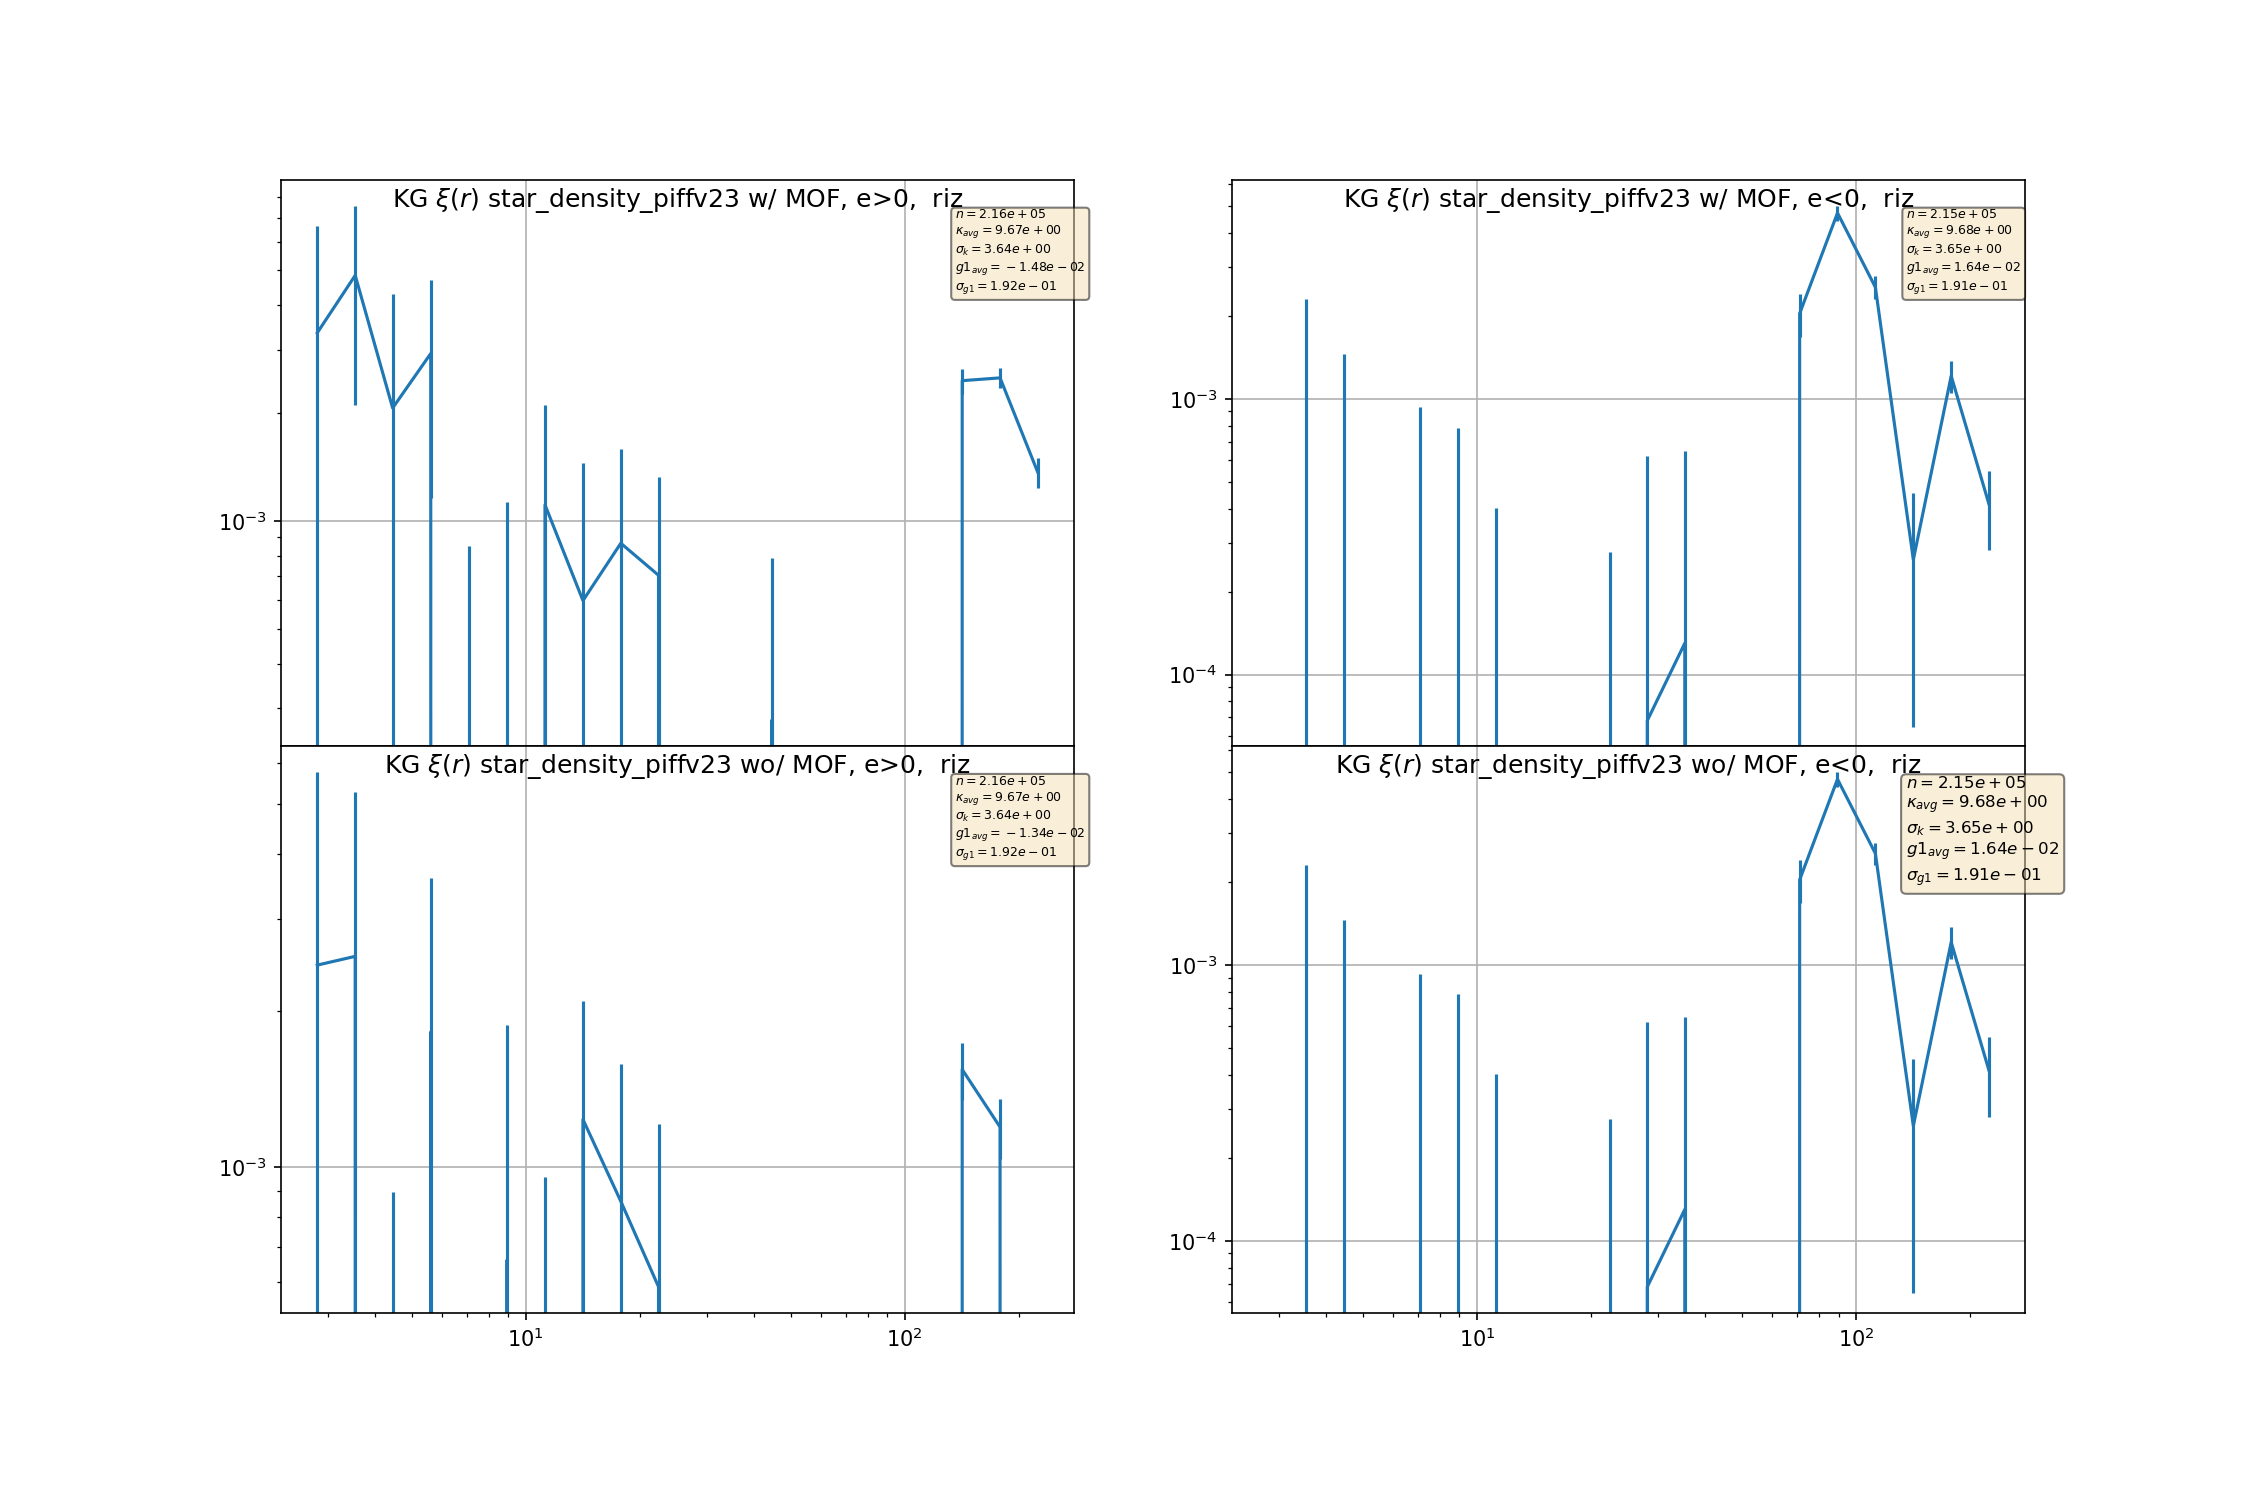 KG ξ(r) star_density_piffv23 w/ MOF, e>0,  riz
n = 2.16e + 05
κavg = 9.67e + 00
σk = 3.64e + 00
g1avg = − 1.48e − 02
σg1 = 1.92e − 01
10⁻³
KG ξ(r) star_density_piffv23 w/ MOF, e<0,  riz
n = 2.15e + 05
κavg = 9.68e + 00
σk = 3.65e + 00
g1avg = 1.64e − 02
σg1 = 1.91e − 01
10⁻³
10⁻⁴
KG ξ(r) star_density_piffv23 wo/ MOF, e>0,  riz
n = 2.16e + 05
κavg = 9.67e + 00
σk = 3.64e + 00
g1avg = − 1.34e − 02
σg1 = 1.92e − 01
10⁻³
10¹ 10²
KG ξ(r) star_density_piffv23 wo/ MOF, e<0,  riz
n = 2.15e + 05
κavg = 9.68e + 00
σk = 3.65e + 00
g1avg = 1.64e − 02
σg1 = 1.91e − 01
10⁻³
10⁻⁴
10¹ 10²